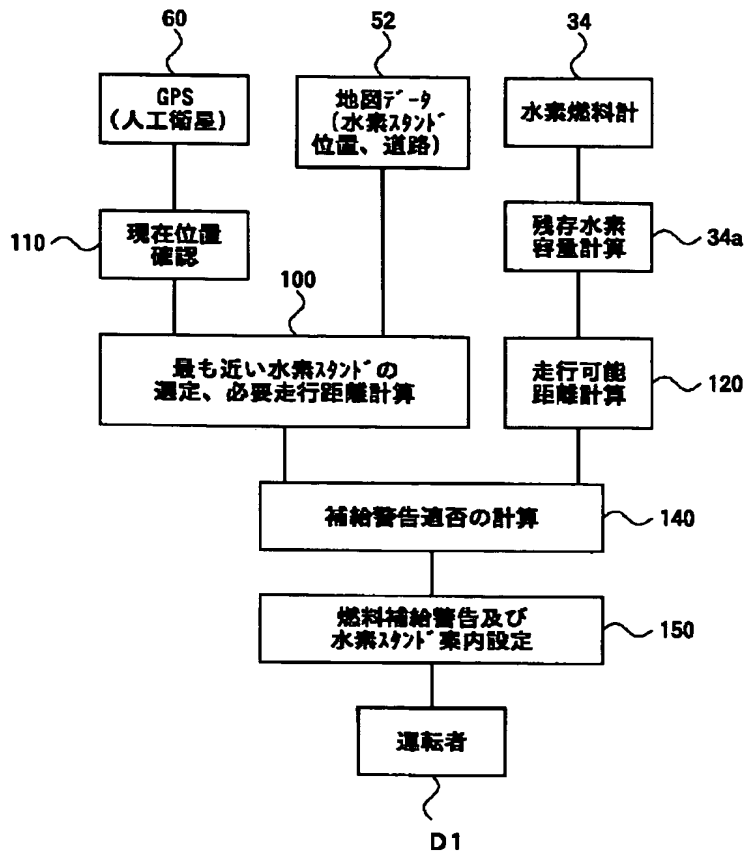 60
52
34
GPS
(人工衛星)
地図ﾃﾞｰﾀ
(水素ｽﾀﾝﾄﾞ
位置、道路)
水素燃料計
110
現在位置
確認
残存水素
容量計算
34a
100
最も近い水素ｽﾀﾝﾄﾞの
選定、必要走行距離計算
走行可能
距離計算
120
補給警告適否の計算
140
燃料補給警告及び
水素ｽﾀﾝﾄﾞ案内設定
150
運転者
D1